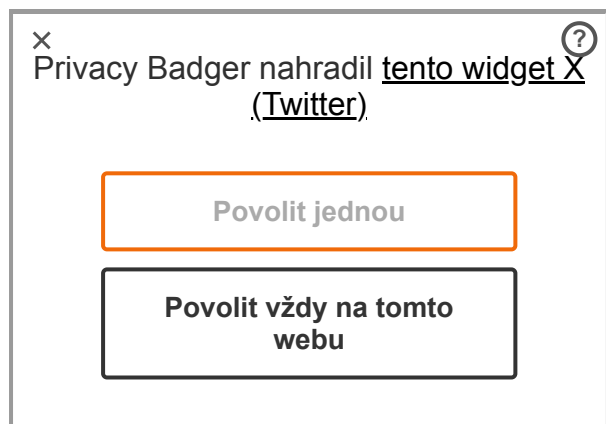 ×
?
Privacy Badger nahradil tento widget X
(Twitter)
Povolit jednou
Povolit vždy na tomto
webu